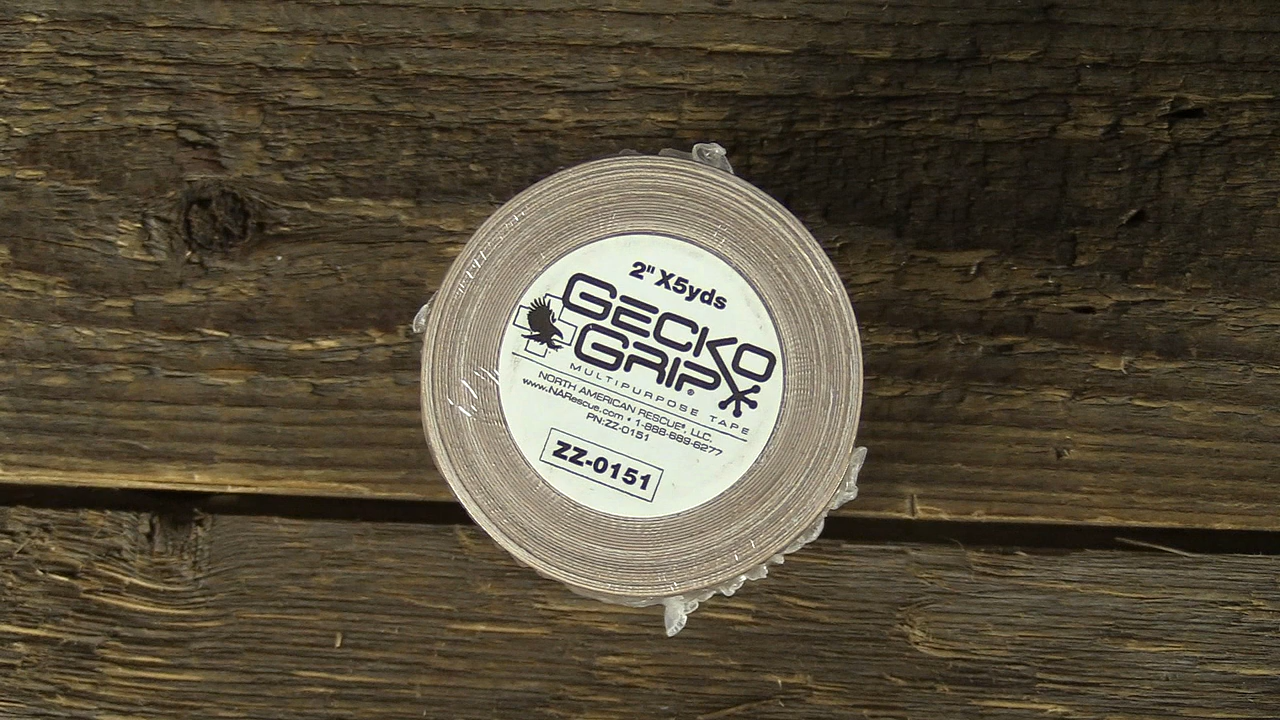 2" X5yds
GECKO
GRIP®
MULTIPURPOSE TAPE
NORTH AMERICAN RESCUE®, LLC.
www.NARescue.com • 1-888-689-6277
PN:ZZ-0151
ZZ-0151